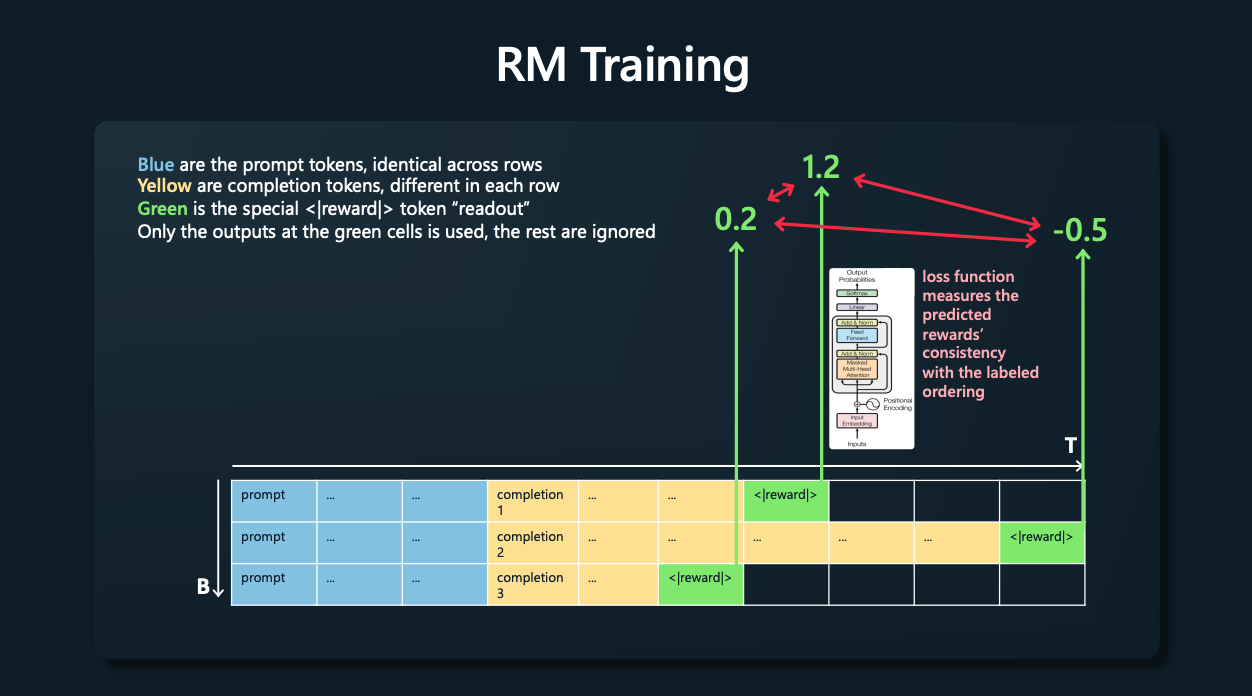 RM Training
Blue are the prompt tokens, identical across rows
Yellow are completion tokens, different in each row
Green is the special <|reward|> token “readout”
Only the outputs at the green cells is used, the rest are ignored
1.2
0.2
-0.5
Output
Probabilities
Softmax
Linear
Add & Norm
Feed
Forward
Add & Norm
Masked
Multi-Head
Attention
Positional
Encoding
Input
Embedding
Inputs
loss function
measures the
predicted
rewards’
consistency
with the labeled
ordering
T
B
prompt ... ... completion 1 ... ... <|reward|>
prompt ... ... completion 2 ... ... ... ... ... <|reward|>
prompt ... ... completion 3 ... <|reward|>